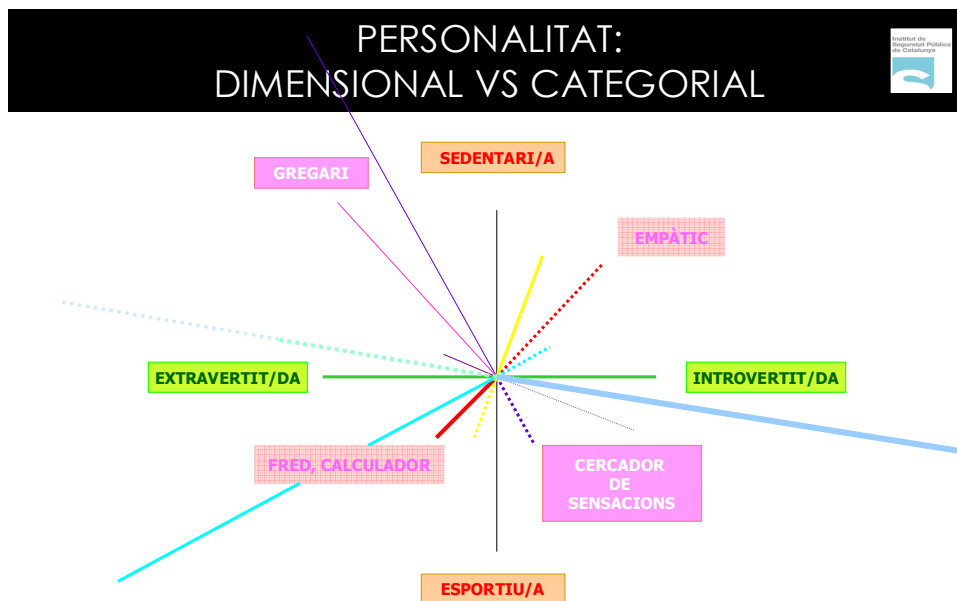 PERSONALITAT:
DIMENSIONAL VS CATEGORIAL
Institut de
Seguretat Pública
de Catalunya
SEDENTARI/A
GREGARI
EMPÀTIC
EXTRAVERTIT/DA
INTROVERTIT/DA
FRED, CALCULADOR
CERCADOR
DE
SENSACIONS
ESPORTIU/A